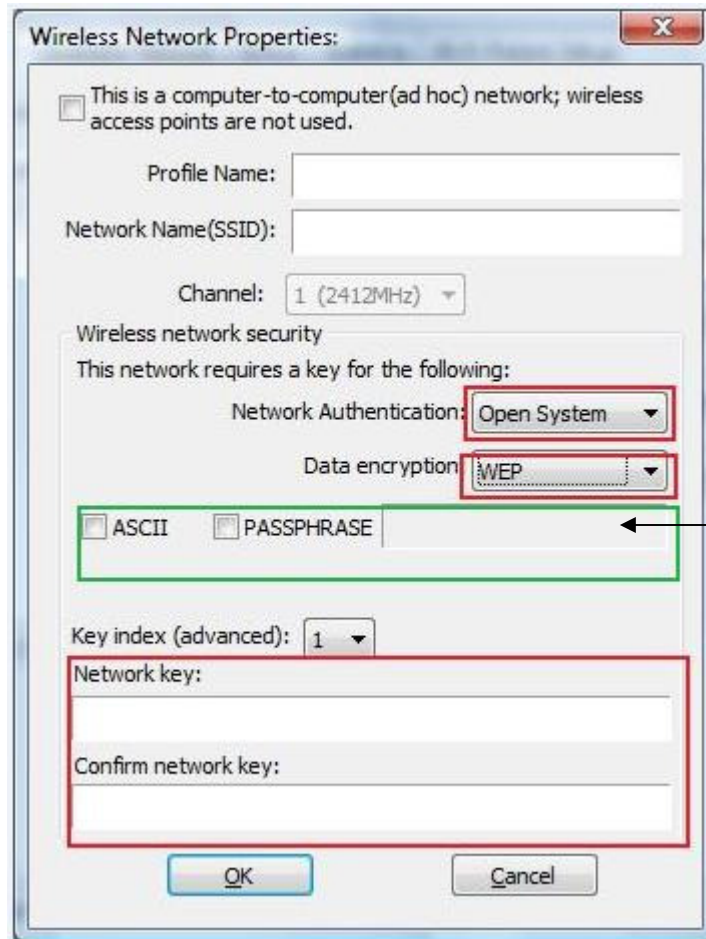 Wireless Network Properties:
This is a computer-to-computer(ad hoc) network; wireless
access points are not used.
Profile Name:
Network Name(SSID):
Channel: 1 (2412MHz)
Wireless network security
This network requires a key for the following:
Network Authentication: Open System
Data encryption WEP
ASCII PASSPHRASE
Key index (advanced): 1
Network key:
Confirm network key:
OK Cancel